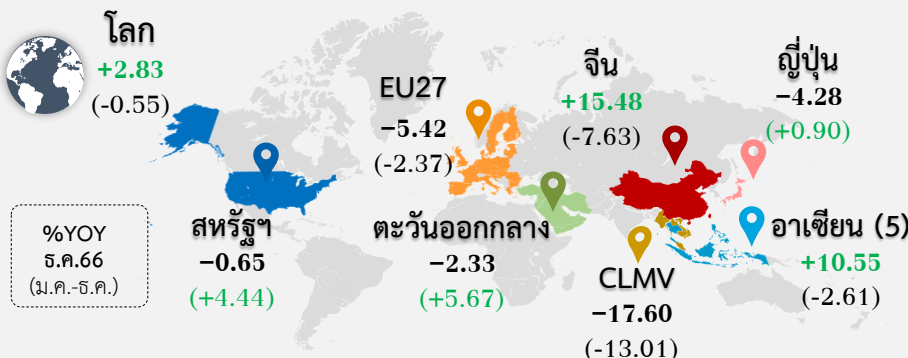 โลก
+2.83
(-0.55)
EU27
−5.42
(-2.37)
จีน
+15.48
(-7.63)
ญี่ปุ่น
−4.28
(+0.90)
%YOY
ธ.ค.66
(ม.ค.-ธ.ค.)
สหรัฐฯ
−0.65
(+4.44)
ตะวันออกกลาง
−2.33
(+5.67)
CLMV
−17.60
(-13.01)
อาเซียน (5)
+10.55
(-2.61)